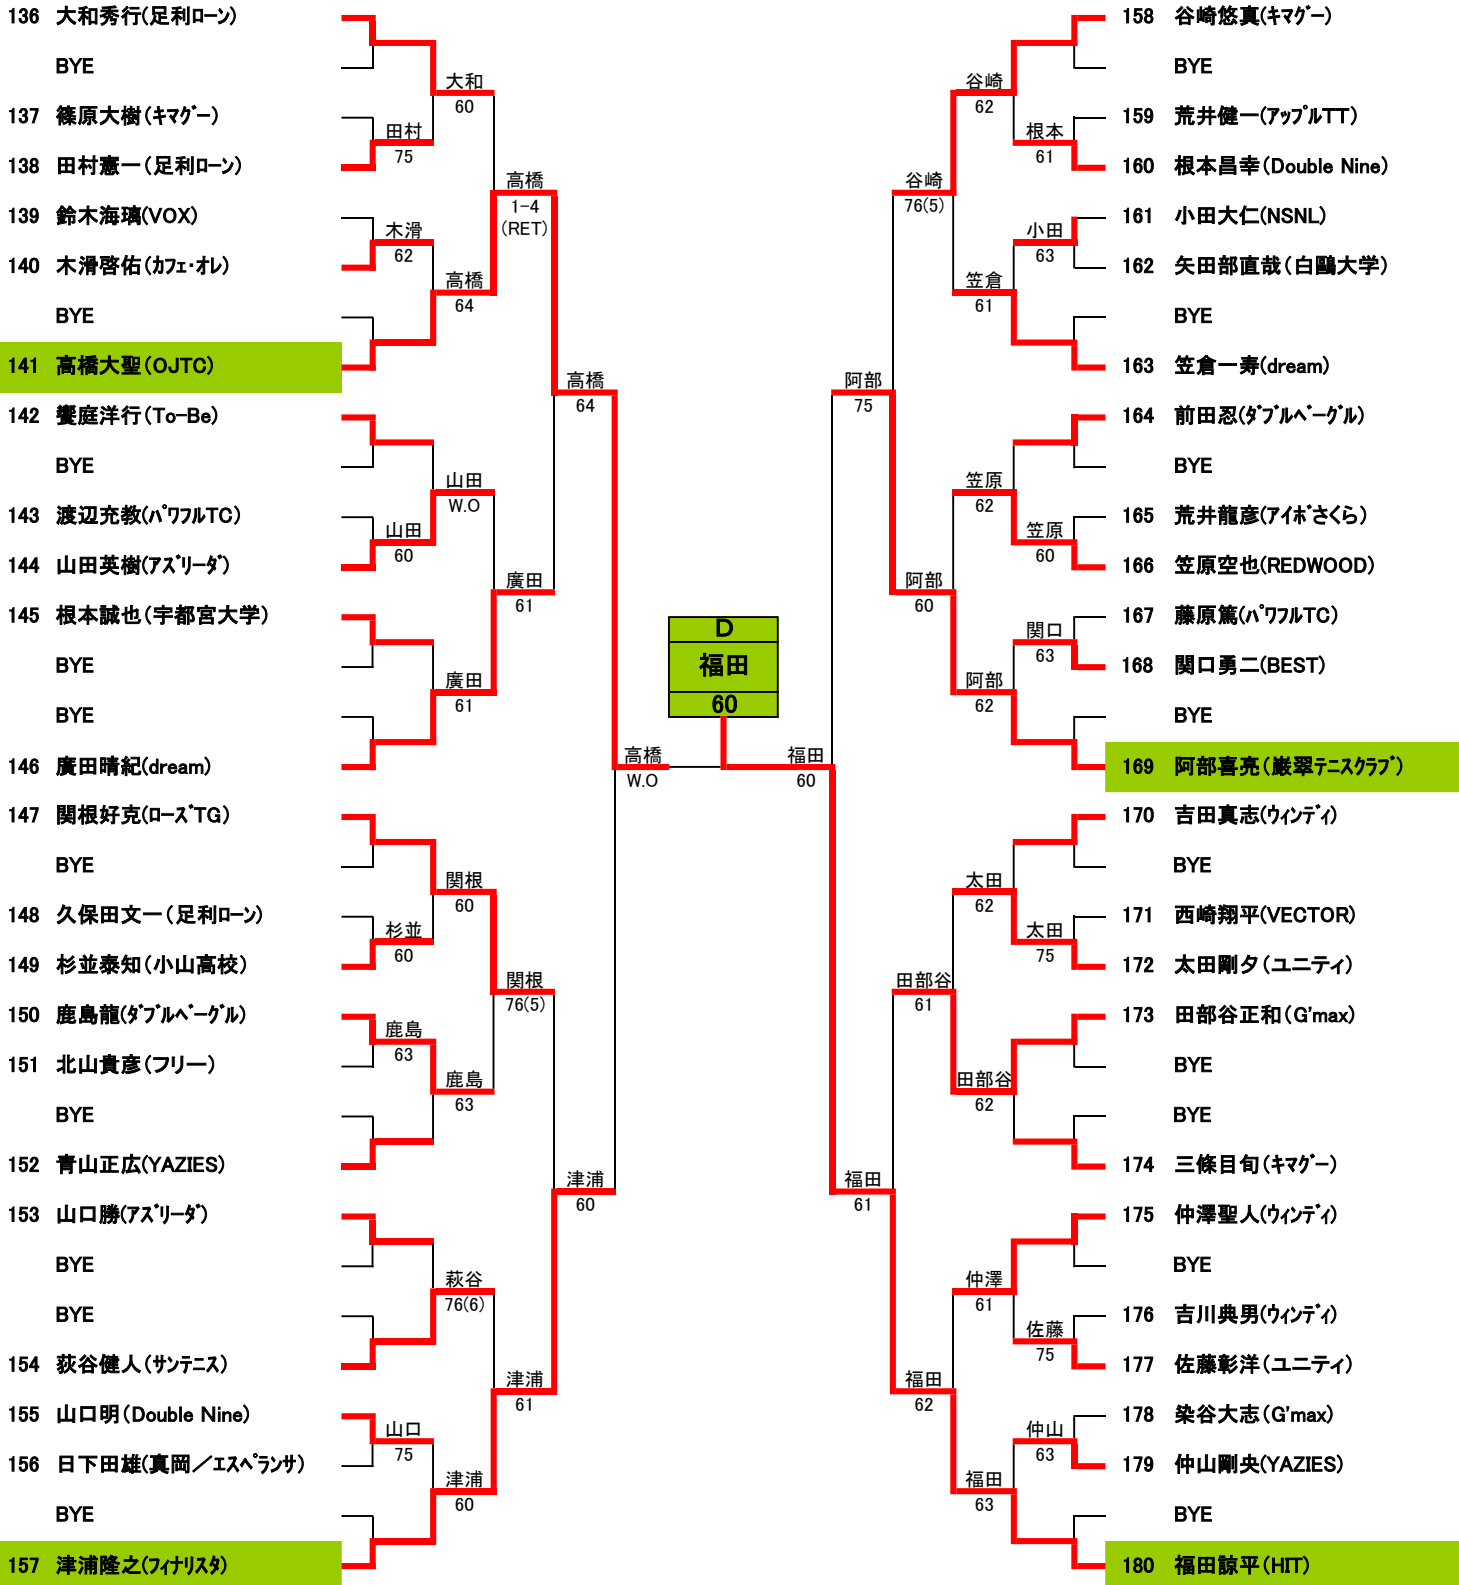 136 大和秀行(足利ﾛｰﾝ)
BYE
137 篠原大樹(ｷﾏｸﾞｰ)
138 田村憲一(足利ﾛｰﾝ)
139 鈴木海璃(VOX)
140 木滑啓佑(ｶﾌｪ･ｵﾚ)
BYE
141 高橋大聖(OJTC)
142 饗庭洋行(To-Be)
BYE
143 渡辺充教(ﾊﾟﾜﾌﾙTC)
144 山田英樹(ｱｽﾞﾘｰﾀﾞ)
145 根本誠也(宇都宮大学)
BYE
BYE
146 廣田晴紀(dream)
147 関根好克(ﾛｰｽﾞTG)
BYE
148 久保田文一(足利ﾛｰﾝ)
149 杉並泰知(小山高校)
150 鹿島龍(ﾀﾞﾌﾞﾙﾍﾞｰｸﾞﾙ)
151 北山貴彦(フリー)
BYE
152 青山正広(YAZIES)
153 山口勝(ｱｽﾞﾘｰﾀﾞ)
BYE
BYE
154 荻谷健人(ｻﾝﾃﾆｽ)
155 山口明(Double Nine)
156 日下田雄(真岡／ｴｽﾍﾟﾗﾝｻ)
BYE
157 津浦隆之(ﾌｨﾅﾘｽﾀ)
田村
75
木滑
62
山田
60
杉並
60
鹿島
63
山口
75
大和
60
高橋
64
山田
W.O
廣田
61
関根
60
鹿島
63
萩谷
76(6)
津浦
60
高橋
1-4
(RET)
廣田
61
関根
76(5)
津浦
61
高橋
64
津浦
60
高橋
W.O
D
福田
60
福田
60
阿部
75
福田
61
谷崎
76(5)
阿部
60
田部谷
61
福田
62
谷崎
62
笠倉
61
笠原
62
阿部
62
太田
62
田部谷
62
仲澤
61
福田
63
根本
61
小田
63
笠原
60
関口
63
太田
75
佐藤
75
仲山
63
158 谷崎悠真(ｷﾏｸﾞｰ)
BYE
159 荒井健一(ｱｯﾌﾟﾙTT)
160 根本昌幸(Double Nine)
161 小田大仁(NSNL)
162 矢田部直哉(白鷗大学)
BYE
163 笠倉一寿(dream)
164 前田忍(ﾀﾞﾌﾞﾙﾍﾞｰｸﾞﾙ)
BYE
165 荒井龍彦(ｱｲﾎﾞさくら)
166 笠原空也(REDWOOD)
167 藤原篤(ﾊﾟﾜﾌﾙTC)
168 関口勇二(BEST)
BYE
169 阿部喜亮(巌翠ﾃﾆｽｸﾗﾌﾞ)
170 吉田真志(ｳｨﾝﾃﾞｨ)
BYE
171 西崎翔平(VECTOR)
172 太田剛夕(ユニティ)
173 田部谷正和(G'max)
BYE
BYE
174 三條目旬(ｷﾏｸﾞｰ)
175 仲澤聖人(ｳｨﾝﾃﾞｨ)
BYE
176 吉川典男(ｳｨﾝﾃﾞｨ)
177 佐藤彰洋(ユニティ)
178 染谷大志(G'max)
179 仲山剛央(YAZIES)
BYE
180 福田諒平(HIT)